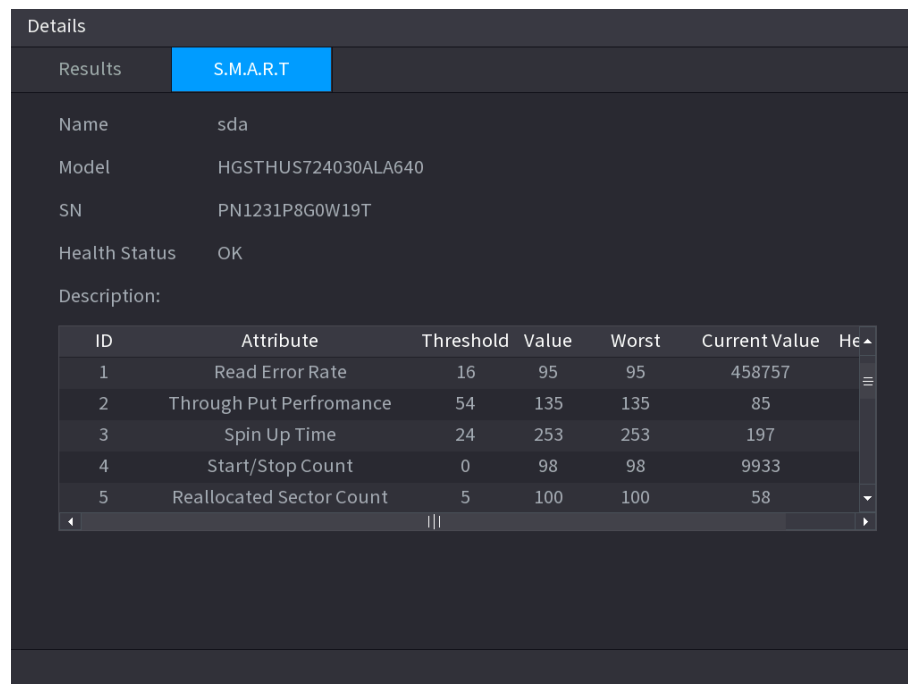 Details
Results S.M.A.R.T
Name sda
Model HGSTHUS724030ALA640
SN PN1231P8G0W19T
Health Status OK
Description:
ID Attribute Threshold Value Worst Current Value He
1 Read Error Rate 16 95 95 458757
2 Through Put Perfromance 54 135 135 85
3 Spin Up Time 24 253 253 197
4 Start/Stop Count 0 98 98 9933
5 Reallocated Sector Count 5 100 100 58